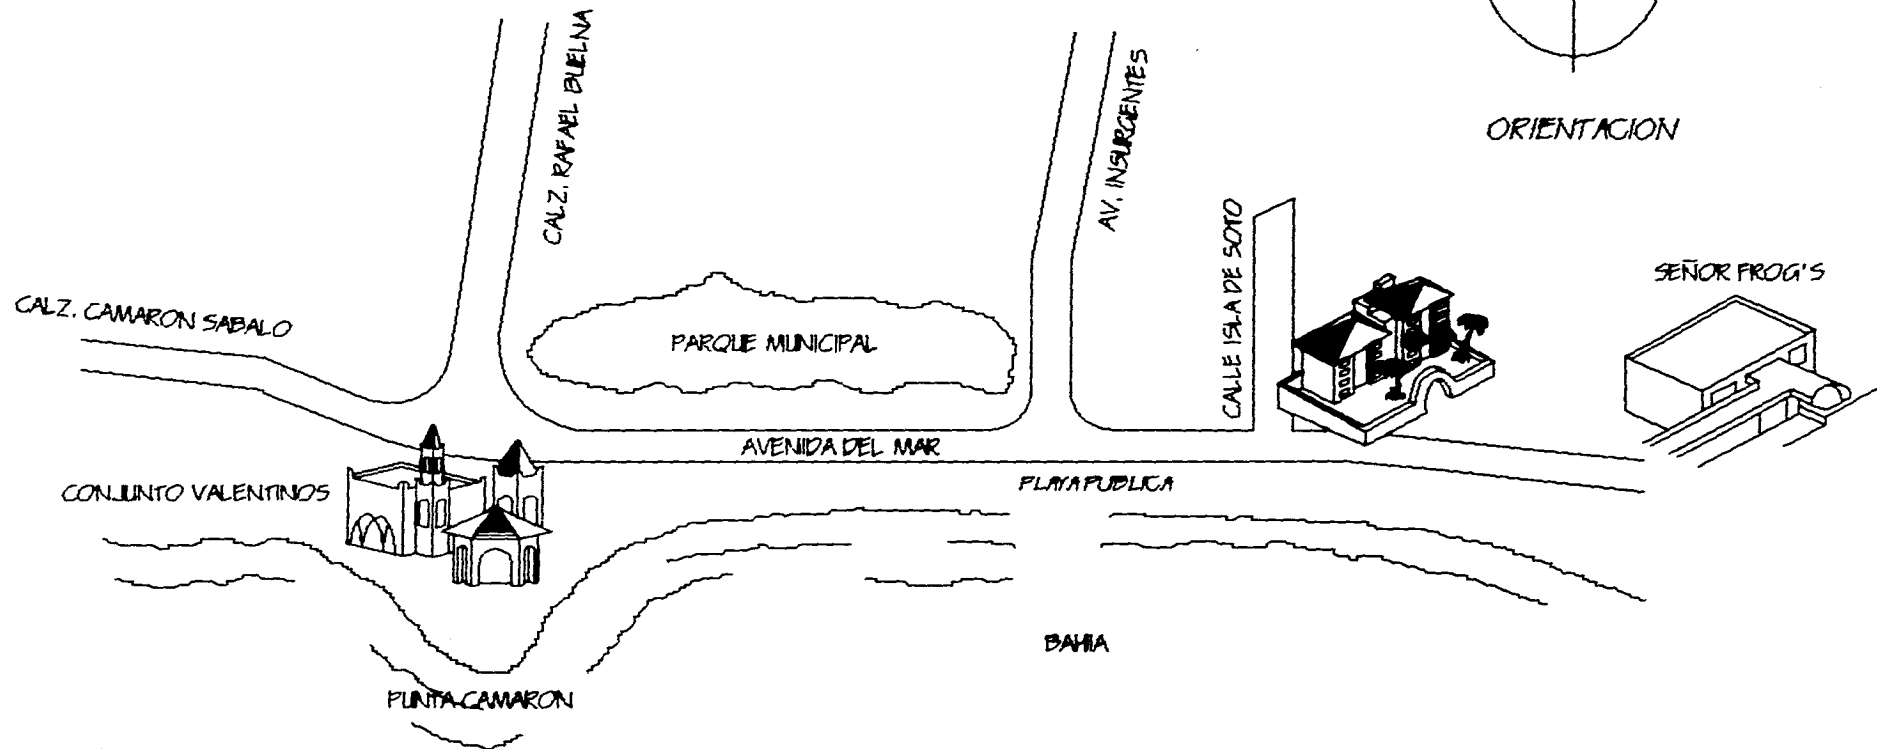 CALZ. RAFAEL BUELNA
AV. INSURGENTES
ORIENTACION
CALLE ISLA DE SOTO
SEÑOR FROG'S
CALZ. CAMARON SABALO
PARQUE MUNICIPAL
AVENIDA DEL MAR
PLAYA PUBLICA
CONJUNTO VALENTINOS
BAHIA
PUNTA CAMARON